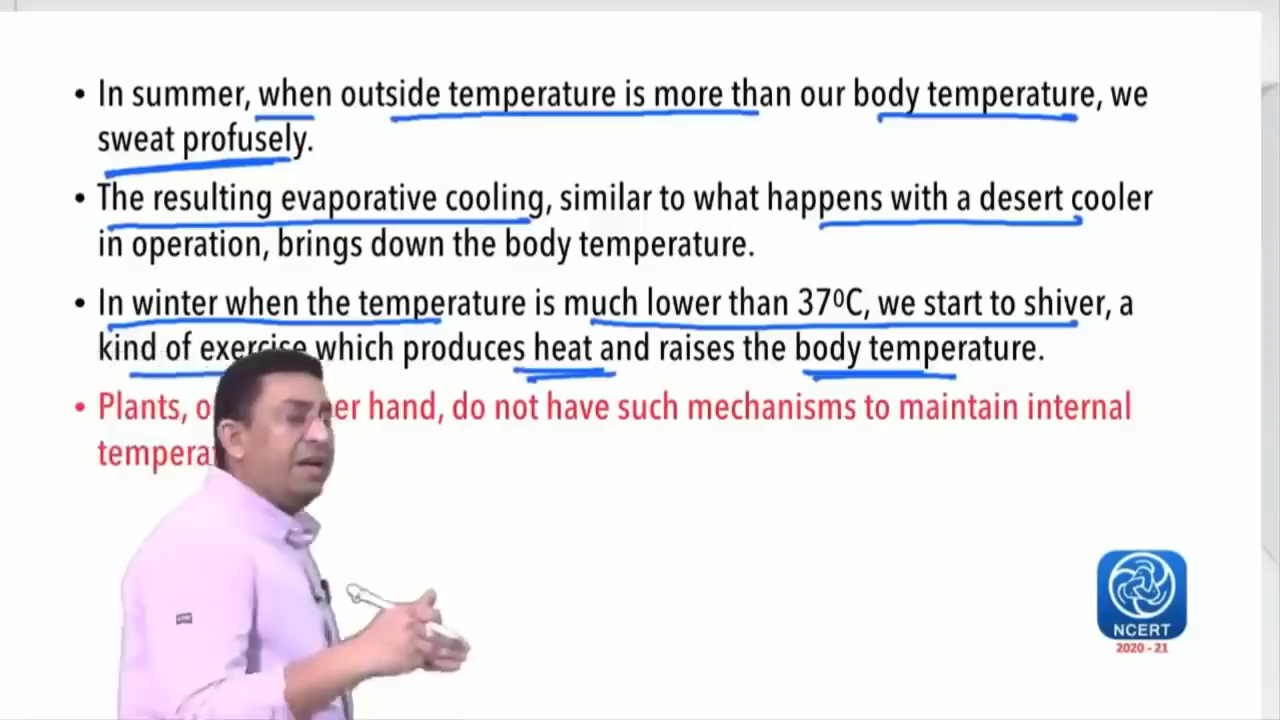 • In summer, when outside temperature is more than our body temperature, we
sweat profusely.
• The resulting evaporative cooling, similar to what happens with a desert cooler
in operation, brings down the body temperature.
• In winter when the temperature is much lower than 37⁰C, we start to shiver, a
kind of exercise which produces heat and raises the body temperature.
• Plants, hand, do not have such mechanisms to maintain internal
NCERT
2020 - 21